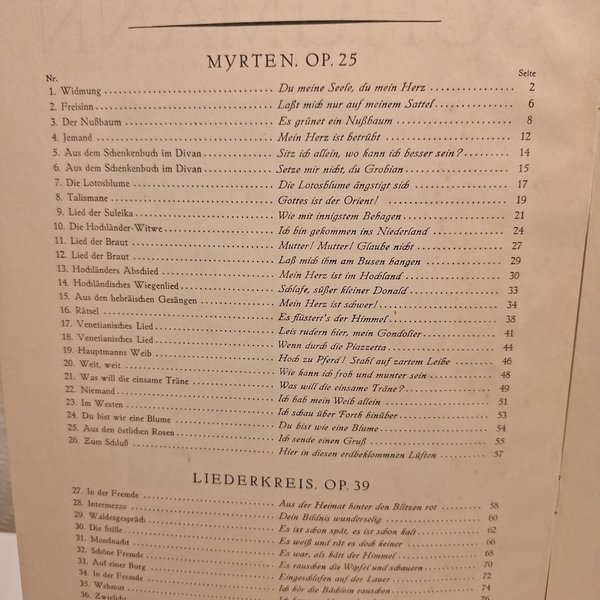 MYRTEN. OP. 25
Nr. Seite
1. Widmung Du meine Seele, du mein Herz 2
2. Freisinn Laßt mich nur auf meinem Sattel 6
3. Der Nußbaum Es grünet ein Nußbaum 8
4. Jemand Mein Herz ist betrübt 12
5. Aus dem Schenkenbuch im Divan Sitz ich allein, wo kann ich besser sein? 14
6. Aus dem Schenkenbuch im Divan Setze mir nicht, du Grobian 15
7. Die Lotosblume Die Lotosblume ängstigt sich 17
8. Talismane Gottes ist der Orient! 19
9. Lied der Suleika Wie mit innigstem Behagen 21
10. Die Hochländer-Witwe Ich bin gekommen ins Niederland 24
11. Lied der Braut Mutter! Mutter! Glaube nicht 27
12. Lied der Braut Laß mich ihm am Busen hangen 29
13. Hochländers Abschied Mein Herz ist im Hochland 30
14. Hochländisches Wiegenlied Schlafe, süßer kleiner Donald 33
15. Aus den hebräischen Gesängen Mein Herz ist schwer! 34
16. Rätsel Es flüstert's der Himmel 38
17. Venetianisches Lied Leis rudern hier, mein Gondolier 41
18. Venetianisches Lied Wenn durch die Piazzetta 44
19. Hauptmanns Weib Hoch zu Pferd! Stahl auf zartem Leibe 46
20. Weit, weit Wie kann ich froh und munter sein 48
21. Was will die einsame Träne Was will die einsame Träne? 49
22. Niemand Ich hab mein Weib allein 51
23. Im Westen Ich schau über Forth hinüber 53
24. Du bist wie eine Blume Du bist wie eine Blume 54
25. Aus den östlichen Rosen Ich sende einen Gruß 55
26. Zum Schluß Hier in diesen erdbeklommnen Lüften 57
LIEDERKREIS, OP. 39
27. In der Fremde Aus der Heimat hinter den Blitzen rot 58
28. Intermezzo Dein Bildnis wunderselig 60
29. Waldesgespräch Es ist schon spät, es ist schon kalt 62
30. Die Stille Es weiß und rät es doch keiner 66
31. Mondnacht Es war, als hätt der Himmel 68
32. Schöne Fremde Es rauschen die Wipfel und schauern 70
33. Auf einer Burg Eingeschlafen auf der Lauer 72
34. In der Fremde Ich hör die Bächlein rauschen 74
35. Wehmut 76
36. Zwielicht